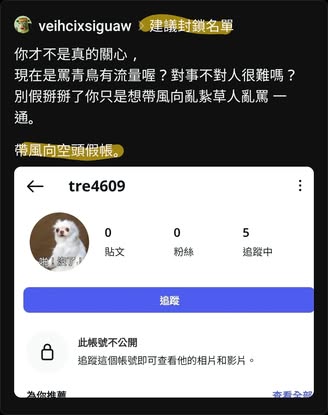 veihcixsiguaw > 建議封鎖名單
你才不是真的關心，
現在是罵青鳥有流量喔？對事不對人很難嗎？
別假掰掰了你只是想帶風向亂紮草人亂罵一
通。
帶風向空頭假帳。
tre4609
0
0
5
貼文
粉絲
追蹤中
追蹤
此帳號不公開
追蹤這個帳號即可查看他的相片和影片。
為你推薦
查看全部